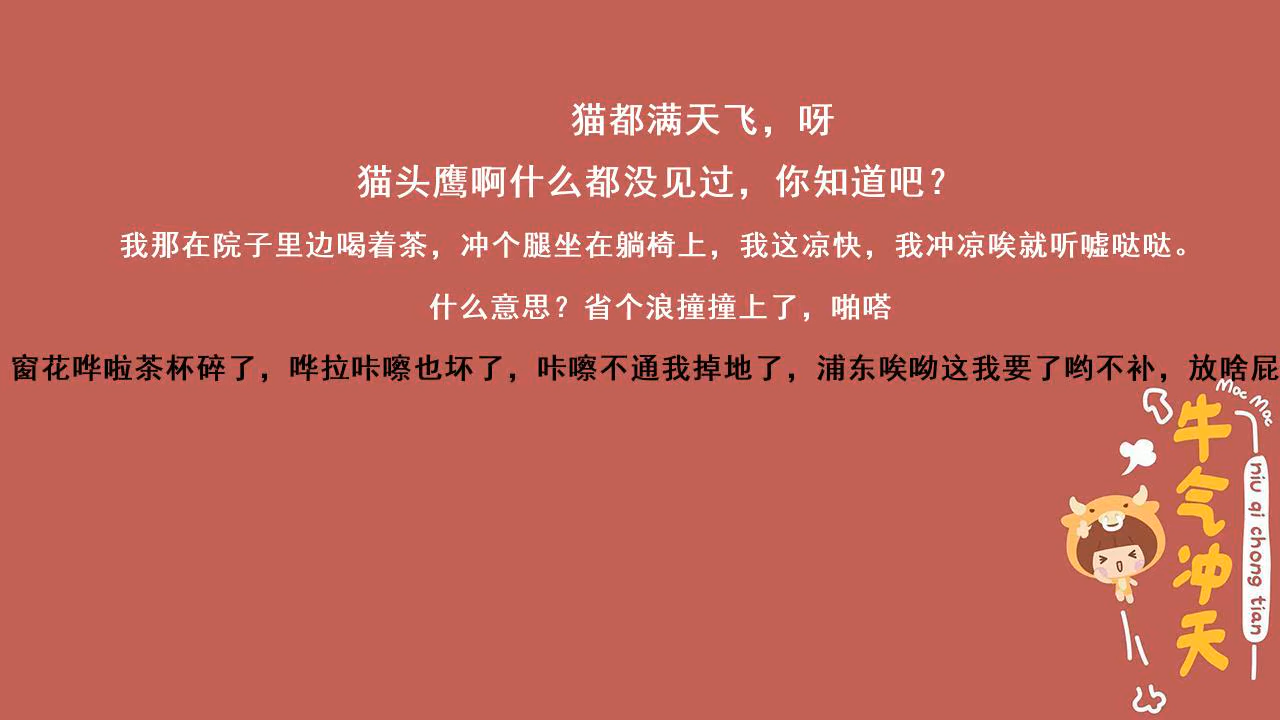 猫都满天飞，呀
猫头鹰啊什么都没见过，你知道吧？
我那在院子里边喝着茶，冲个腿坐在躺椅上，我这凉快，我冲凉唉就听嘘哒哒。
什么意思？省个浪撞撞上了，啪嗒
窗花哗啦茶杯碎了，哗拉咔嚓也坏了，咔嚓不通我掉地了，浦东唉呦这我要了哟不补，放啥屁
Moc Moc
牛气冲天
niu qi chong tian